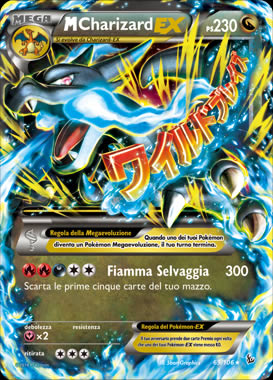 MEGA
M Charizard EX PS230
Si evolve da Charizard-EX
ワイルドブレイズ
Regola della Megaevoluzione
Quando uno dei tuoi Pokémon
diventa un Pokémon Megaevoluzione, il tuo turno termina.
Fiamma Selvaggia 300
Scarta le prime cinque carte del tuo mazzo.
debolezza resistenza
×2
ritirata
Regola dei Pokémon-EX
69/106